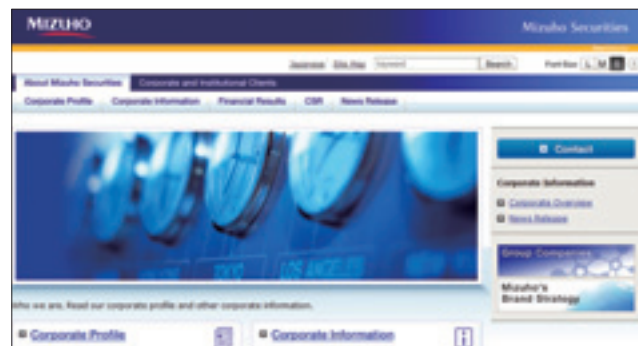 MIZUHO
Mizuho Securities
Japanese Site Map Keyword Search Font Size L M S
About Mizuho Securities Corporate and Institutional Clients
Corporate Profile Corporate Information Financial Results CSR News Release
Contact
Corporate Information
Corporate Overview
News Release
TOKYO LOS ANGELES
Group Companies
Mizuho's
Brand Strategy
Who we are. Read our corporate profile and other corporate information.
Corporate Profile Corporate Information